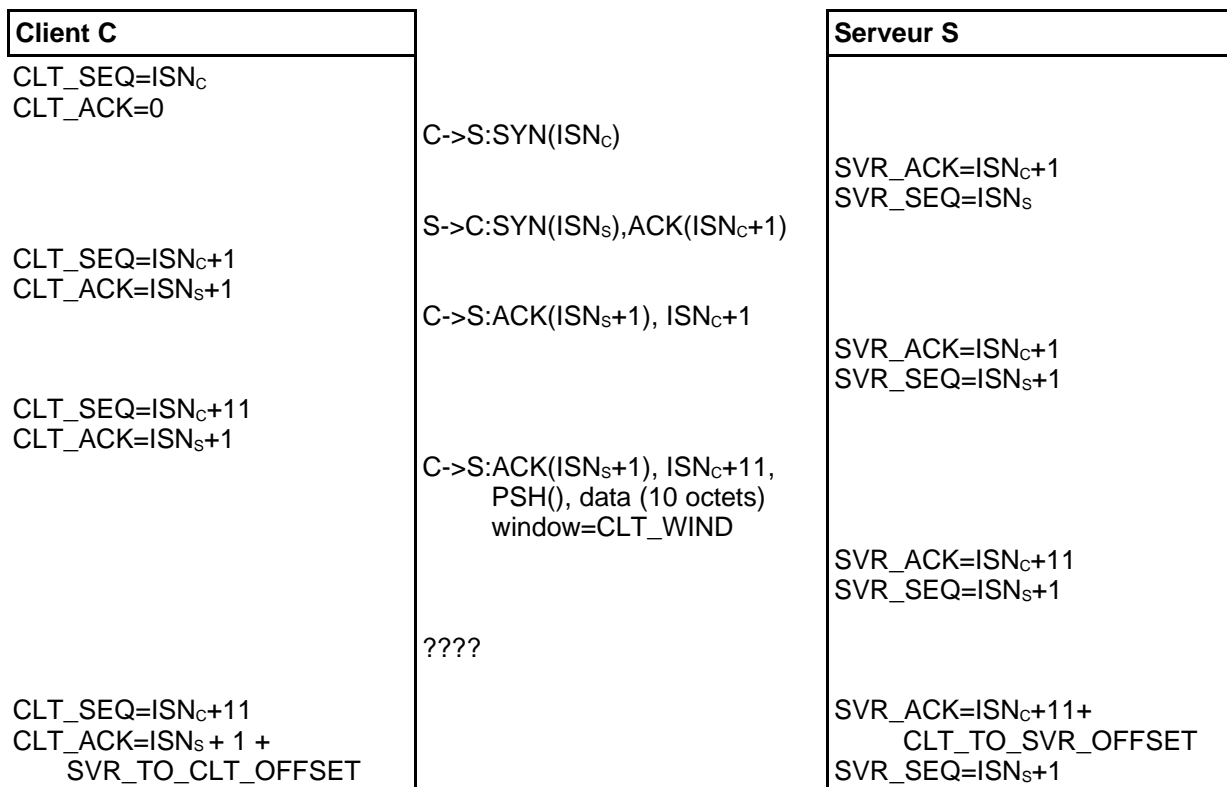 Client C
Serveur S
CLT_SEQ=ISNC
CLT_ACK=0
C->S:SYN(ISNC)
SVR_ACK=ISNC+1
SVR_SEQ=ISNS
S->C:SYN(ISNS),ACK(ISNC+1)
CLT_SEQ=ISNC+1
CLT_ACK=ISNS+1
C->S:ACK(ISNS+1), ISNC+1
SVR_ACK=ISNC+1
SVR_SEQ=ISNS+1
CLT_SEQ=ISNC+11
CLT_ACK=ISNS+1
C->S:ACK(ISNS+1), ISNC+11,
PSH(), data (10 octets)
window=CLT_WIND
SVR_ACK=ISNC+11
SVR_SEQ=ISNS+1
????
CLT_SEQ=ISNC+11
CLT_ACK=ISNS + 1 +
SVR_TO_CLT_OFFSET
SVR_ACK=ISNC+11+
CLT_TO_SVR_OFFSET
SVR_SEQ=ISNS+1